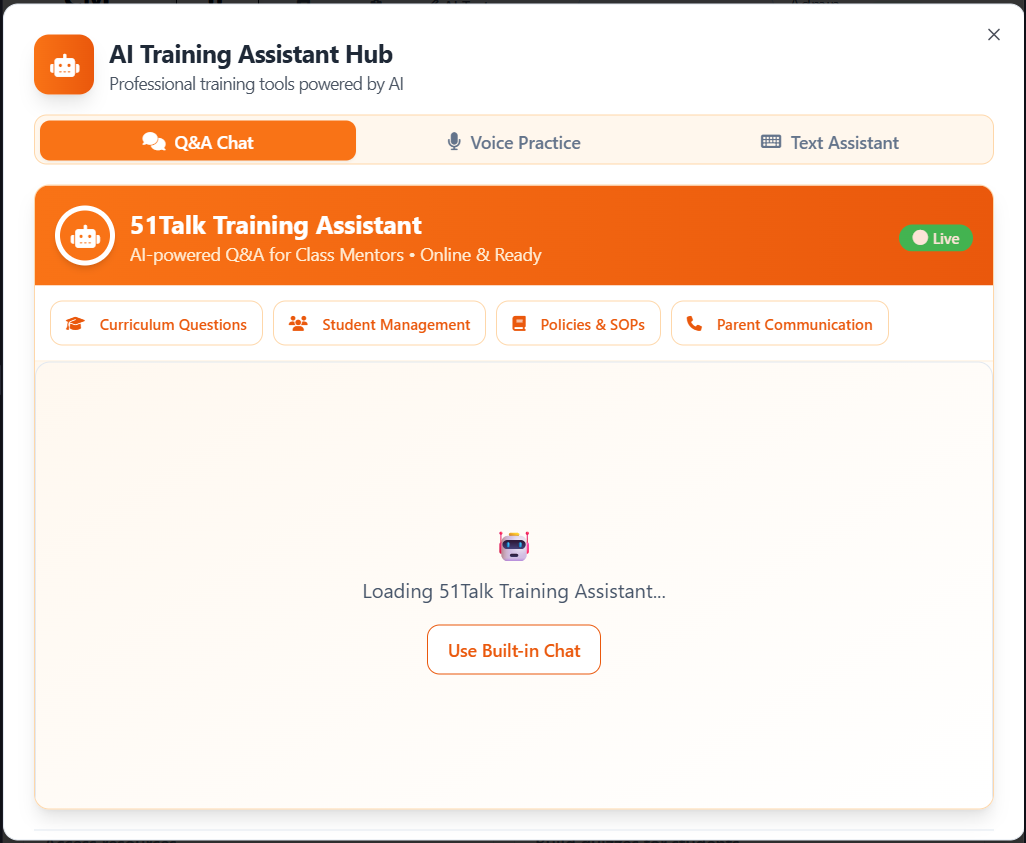 AI Training Assistant Hub
Professional training tools powered by AI
Q&A Chat
Voice Practice
Text Assistant
51Talk Training Assistant
AI-powered Q&A for Class Mentors • Online & Ready
Live
Curriculum Questions
Student Management
Policies & SOPs
Parent Communication
Loading 51Talk Training Assistant...
Use Built-in Chat